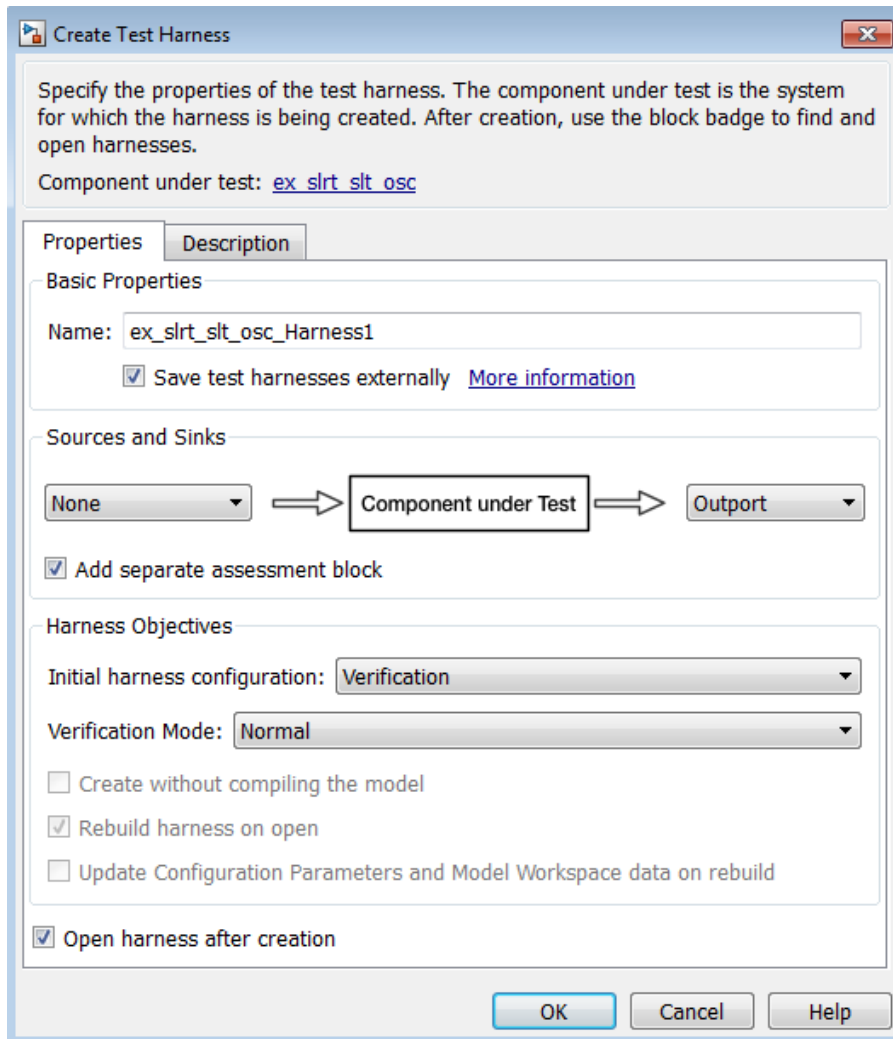 Create Test Harness
Specify the properties of the test harness. The component under test is the system
for which the harness is being created. After creation, use the block badge to find and
open harnesses.
Component under test: ex_slrt_slt_osc
Properties Description
Basic Properties
Name: ex_slrt_slt_osc_Harness1
Save test harnesses externally More information
Sources and Sinks
None Component under Test Outport
Add separate assessment block
Harness Objectives
Initial harness configuration: Verification
Verification Mode: Normal
Create without compiling the model
Rebuild harness on open
Update Configuration Parameters and Model Workspace data on rebuild
Open harness after creation
OK Cancel Help